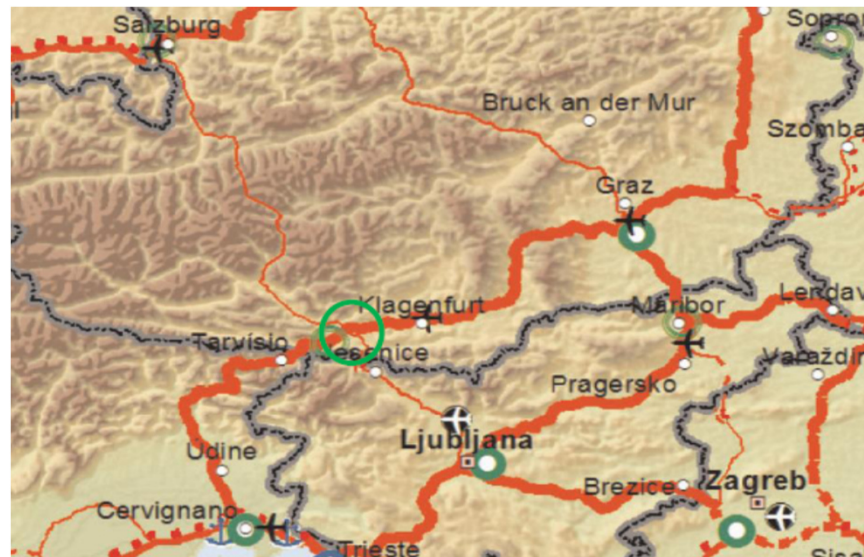 Salzburg
Sopro
Bruck an der Mur
Szomba
Graz
Klagenfurt
Maribor
Lendav
Tarvisio
Jesenice
Varaždin
Pragersko
Ljubljana
Udine
Brezice
Zagreb
Cervignano
Trieste
Sis